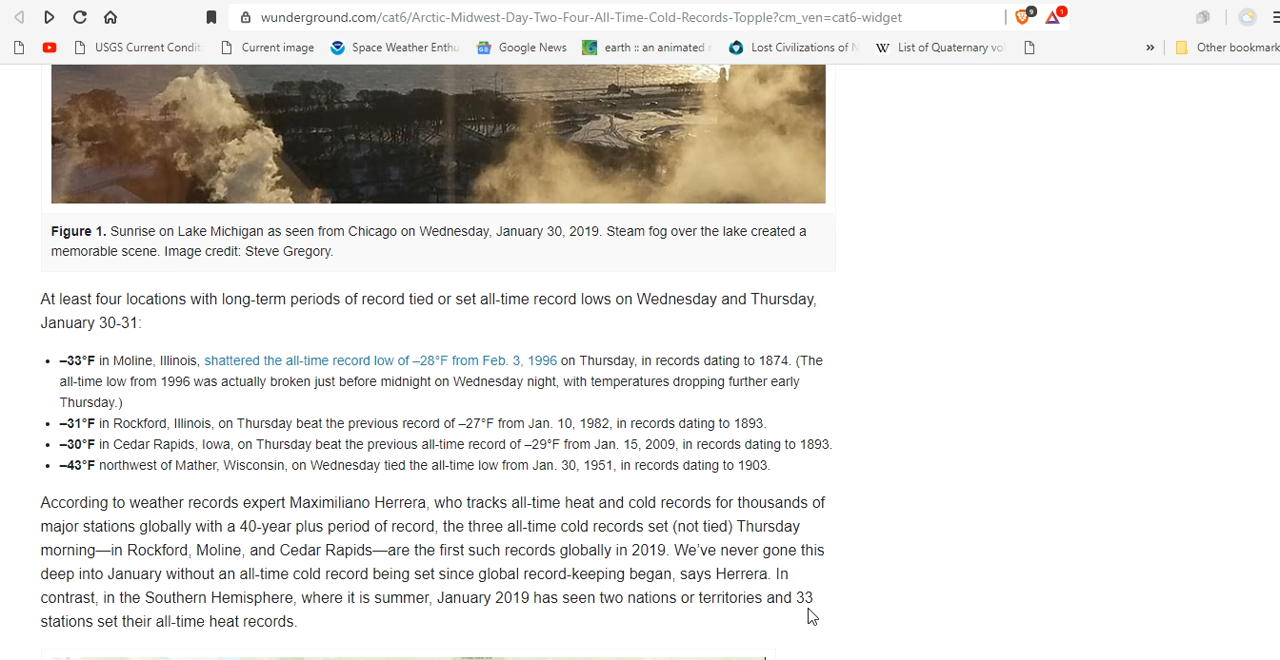 wunderground.com/cat6/Arctic-Midwest-Day-Two-Four-All-Time-Cold-Records-Topple?cm_ven=cat6-widget
9
1
USGS Current Condit
Current image
Space Weather Enthu
Google News
earth :: an animated
Lost Civilizations of
List of Quaternary vo
»
Other bookmark
Figure 1. Sunrise on Lake Michigan as seen from Chicago on Wednesday, January 30, 2019. Steam fog over the lake created a
memorable scene. Image credit: Steve Gregory.
At least four locations with long-term periods of record tied or set all-time record lows on Wednesday and Thursday,
January 30-31:
• –33°F in Moline, Illinois, shattered the all-time record low of –28°F from Feb. 3, 1996 on Thursday, in records dating to 1874. (The
all-time low from 1996 was actually broken just before midnight on Wednesday night, with temperatures dropping further early
Thursday.)
• –31°F in Rockford, Illinois, on Thursday beat the previous record of –27°F from Jan. 10, 1982, in records dating to 1893.
• –30°F in Cedar Rapids, Iowa, on Thursday beat the previous all-time record of –29°F from Jan. 15, 2009, in records dating to 1893.
• –43°F northwest of Mather, Wisconsin, on Wednesday tied the all-time low from Jan. 30, 1951, in records dating to 1903.
According to weather records expert Maximiliano Herrera, who tracks all-time heat and cold records for thousands of
major stations globally with a 40-year plus period of record, the three all-time cold records set (not tied) Thursday
morning—in Rockford, Moline, and Cedar Rapids—are the first such records globally in 2019. We’ve never gone this
deep into January without an all-time cold record being set since global record-keeping began, says Herrera. In
contrast, in the Southern Hemisphere, where it is summer, January 2019 has seen two nations or territories and 33
stations set their all-time heat records.